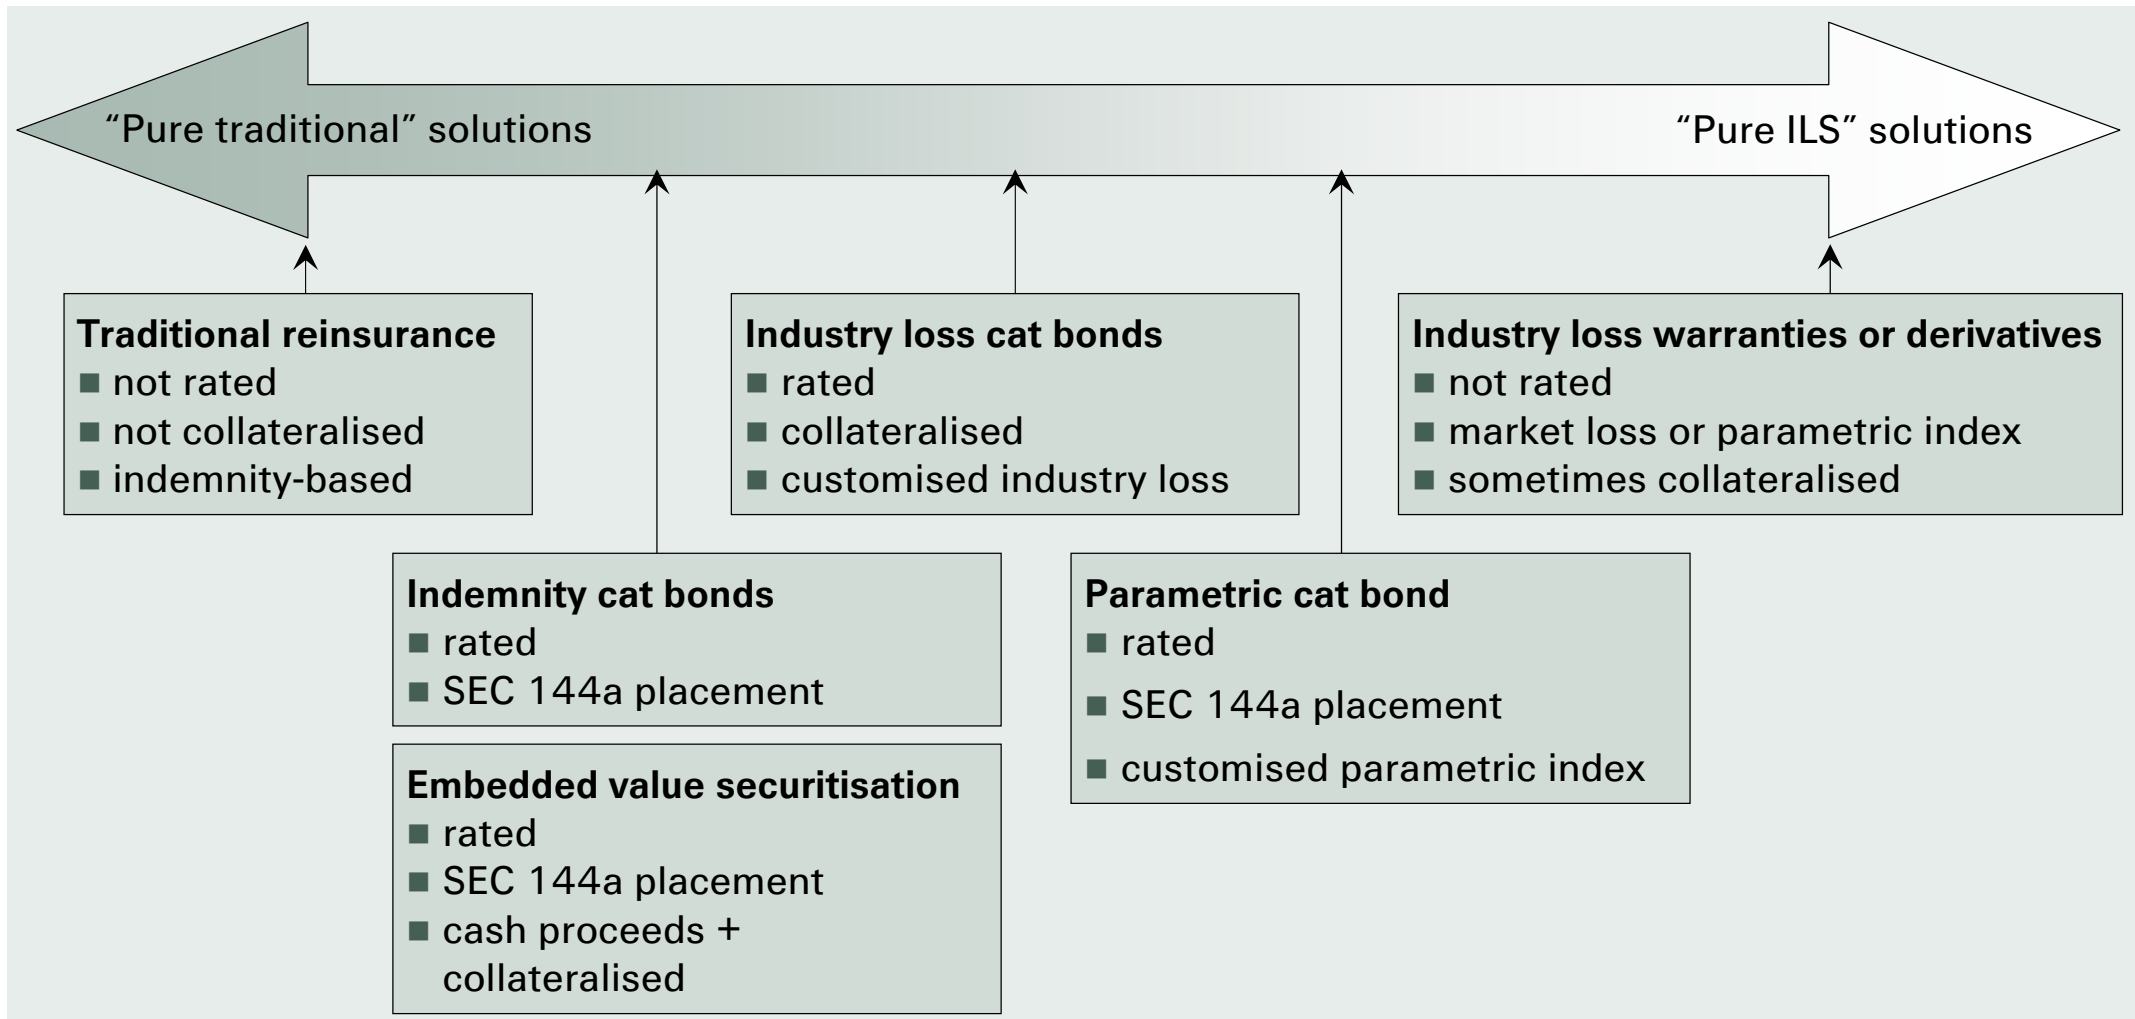 “Pure traditional” solutions
“Pure ILS” solutions
Traditional reinsurance
■ not rated
■ not collateralised
■ indemnity-based
Industry loss cat bonds
■ rated
■ collateralised
■ customised industry loss
Industry loss warranties or derivatives
■ not rated
■ market loss or parametric index
■ sometimes collateralised
Indemnity cat bonds
■ rated
■ SEC 144a placement
Parametric cat bond
■ rated
■ SEC 144a placement
■ customised parametric index
Embedded value securitisation
■ rated
■ SEC 144a placement
■ cash proceeds +
collateralised